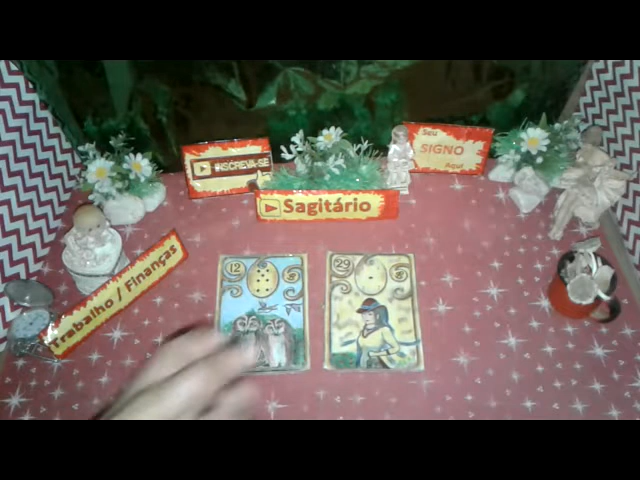 INSCREVA-SE
Seu
SIGNO
Aqui
Sagitário
Trabalho / Finanças
12
29